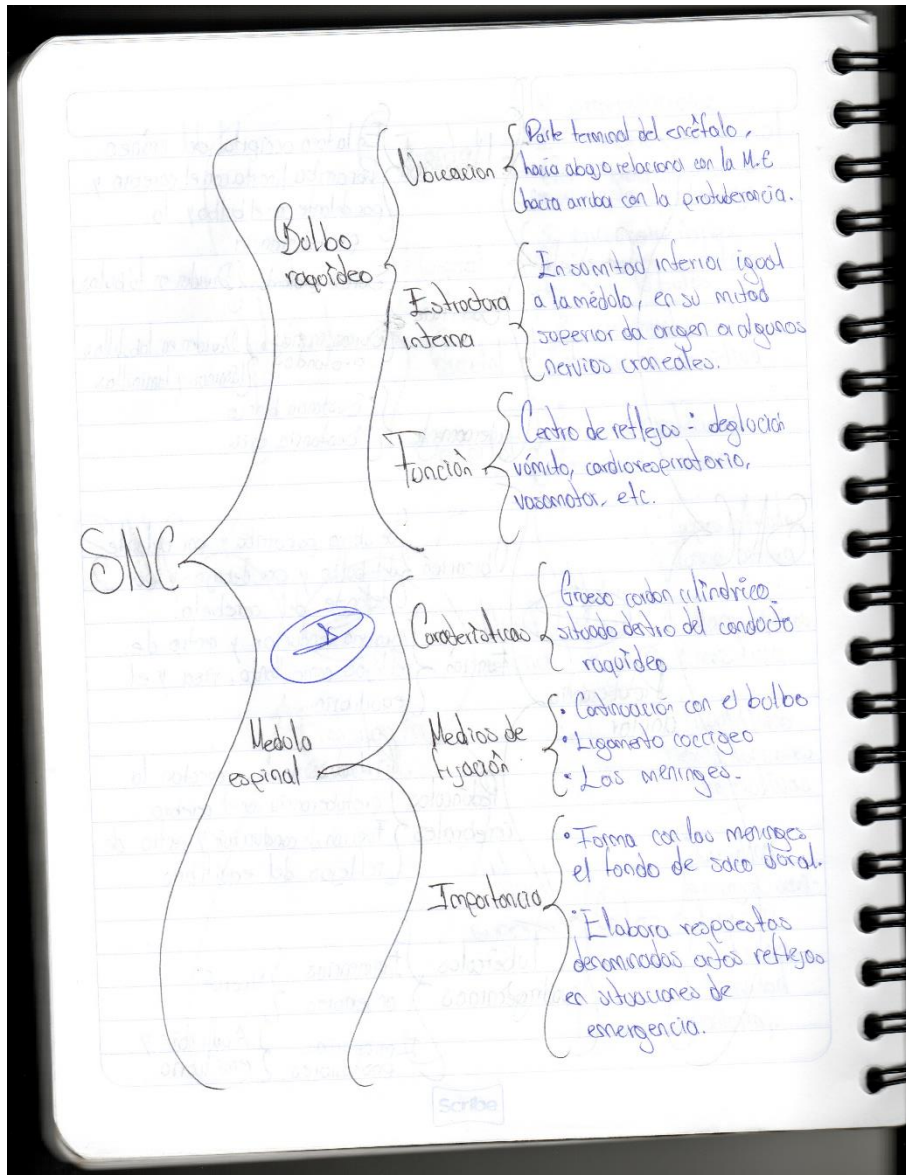 SNC
Bulbo
raquídeo
Ubicación
Parte terminal del encéfalo,
hacia abajo relaciona con la M.E
hacia arriba con la protuberancia.
Estructura
interna
En su mitad inferior igual
a la médula, en su mitad
superior da origen a algunos
nervios craneales.
Función
Centro de reflejos: deglución
vómito, cardiorespiratorio,
vasomotor, etc.
Medula
espinal
Caraterísticas
Grueso cordon cilíndrico
situado dentro del conducto
raquídeo
Medios de
fijación
• Continuación con el bulbo
• Ligamento coccigeo
• Las meninges.
Importancia
• Forma con las meninges
el fondo de saco dural.
• Elabora respuestas
denominadas actos reflejos
en situaciones de
emergencia.
Scribe